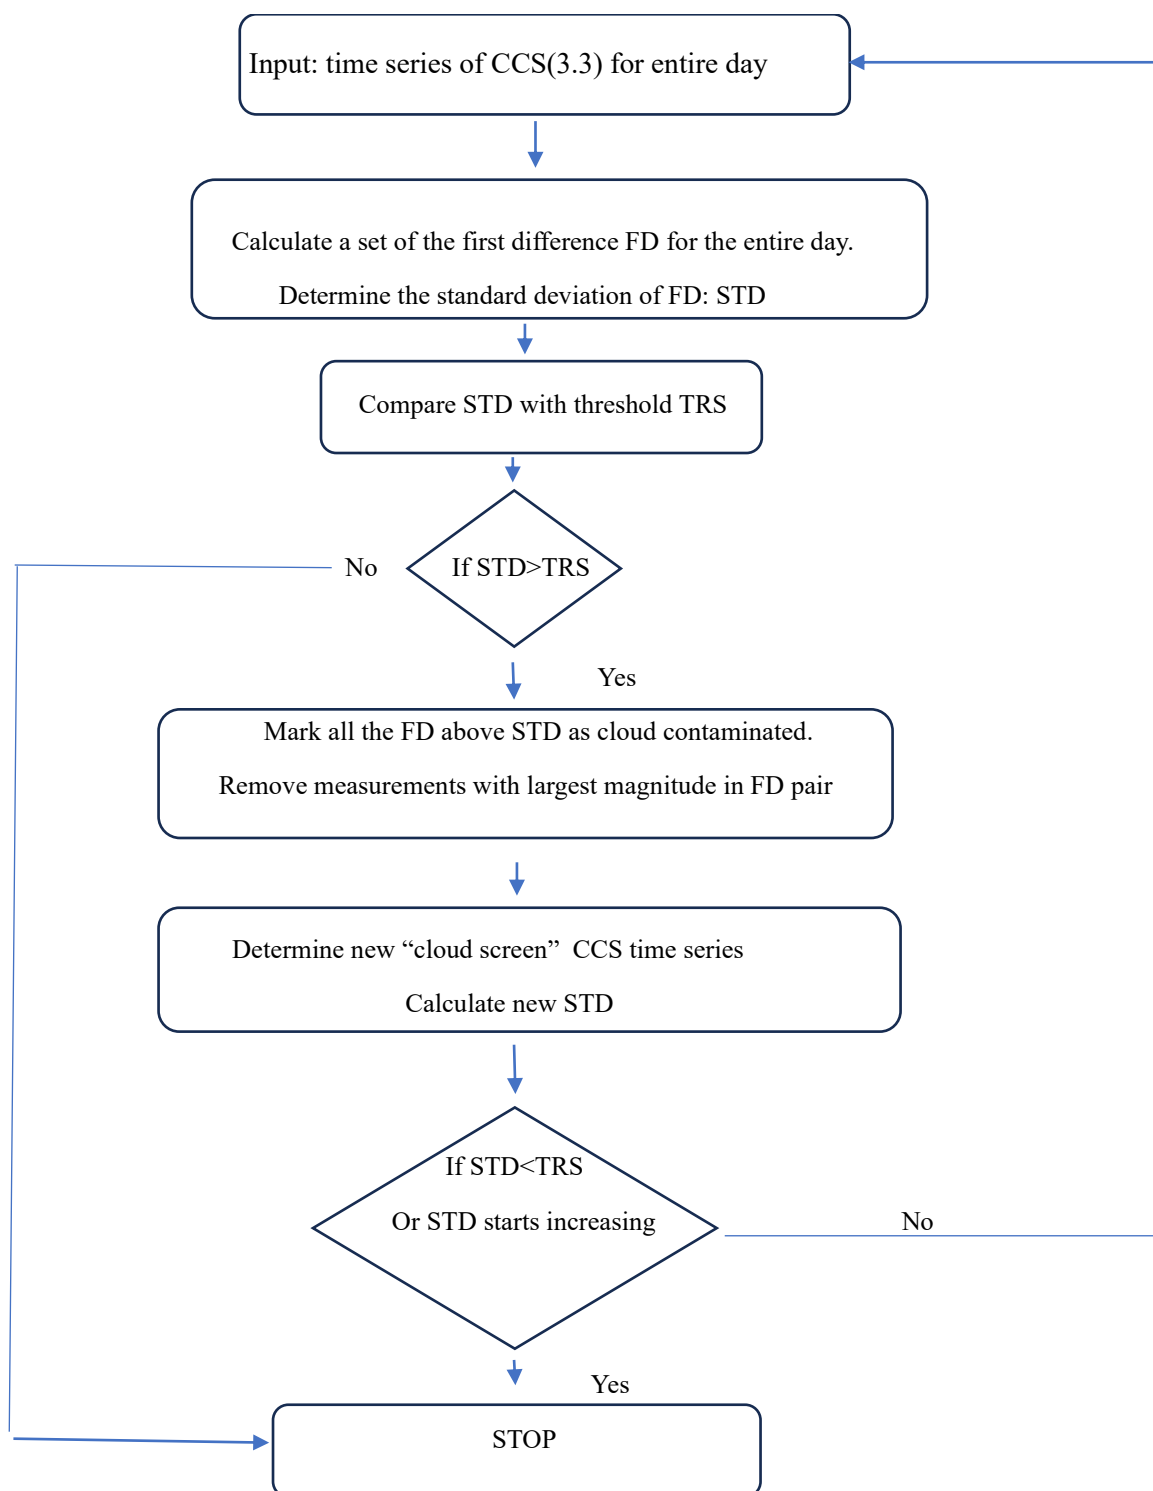 Input: time series of CCS(3.3) for entire day
Calculate a set of the first difference FD for the entire day.
Determine the standard deviation of FD: STD
Compare STD with threshold TRS
No
If STD>TRS
Yes
Mark all the FD above STD as cloud contaminated.
Remove measurements with largest magnitude in FD pair
Determine new “cloud screen” CCS time series
Calculate new STD
If STD<TRS
Or STD starts increasing
No
Yes
STOP